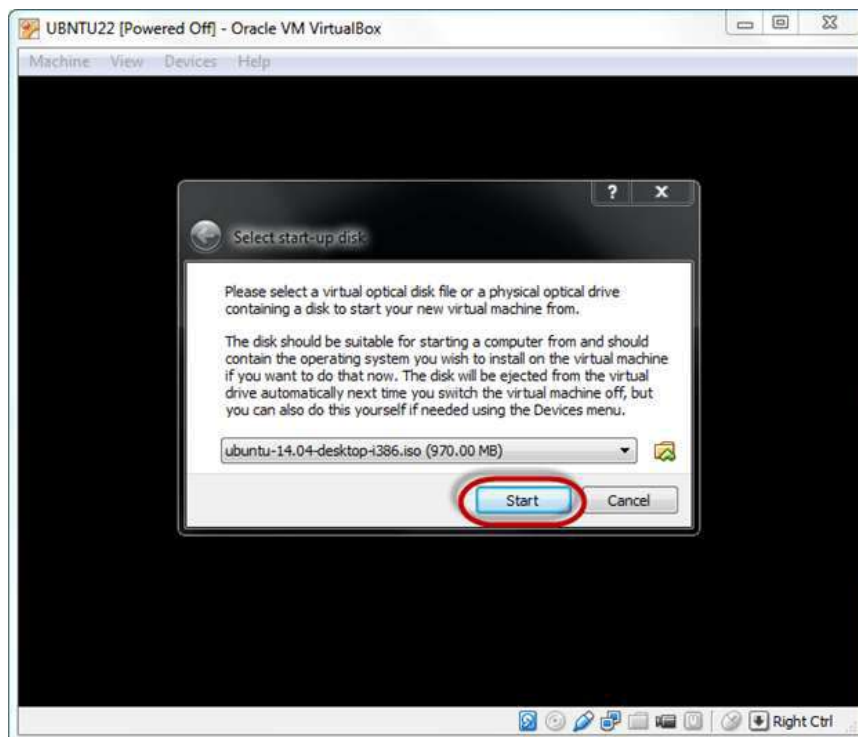 UBNTU22 [Powered Off] - Oracle VM VirtualBox
Machine View Devices Help
Select start-up disk
Please select a virtual optical disk file or a physical optical drive
containing a disk to start your new virtual machine from.
The disk should be suitable for starting a computer from and should
contain the operating system you wish to install on the virtual machine
if you want to do that now. The disk will be ejected from the virtual
drive automatically next time you switch the virtual machine off, but
you can also do this yourself if needed using the Devices menu.
ubuntu-14.04-desktop-i386.iso (970.00 MB)
Start Cancel
Right Ctrl